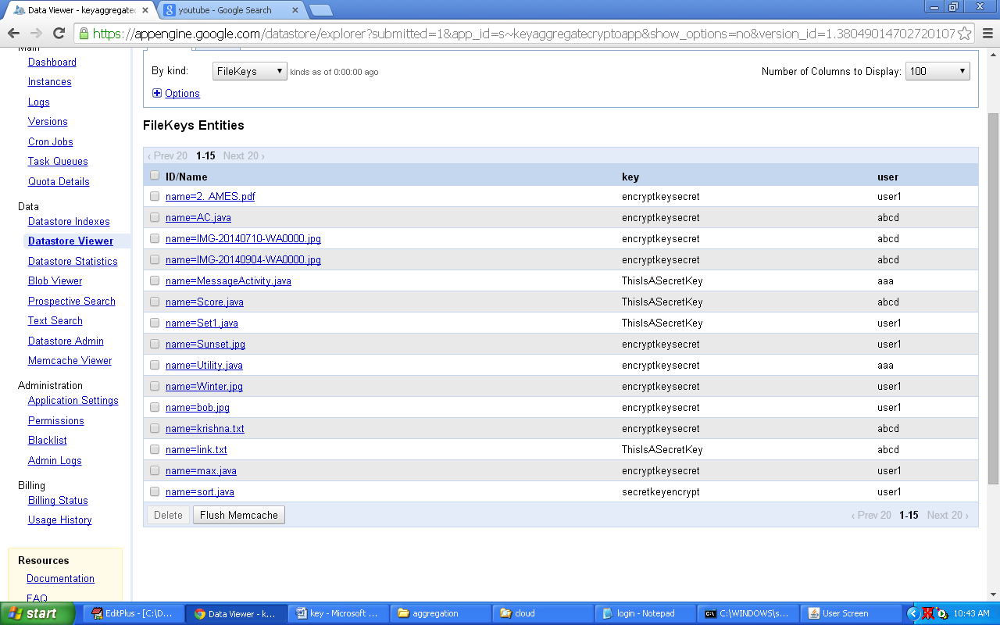 Data Viewer - keyaggregatec
youtube - Google Search
https://appengine.google.com/datastore/explorer?submitted=1&app_id=s~keyaggregatecryptoapp&show_options=no&version_id=1.38049014702720107
Main
Dashboard
Instances
Logs
Versions
Cron Jobs
Task Queues
Quota Details
Data
Datastore Indexes
Datastore Viewer
Datastore Statistics
Blob Viewer
Prospective Search
Text Search
Datastore Admin
Memcache Viewer
Administration
Application Settings
Permissions
Blacklist
Admin Logs
Billing
Billing Status
Usage History
Resources
Documentation
FAQ
By kind: FileKeys kinds as of 0:00:00 ago Number of Columns to Display: 100
Options
FileKeys Entities
‹ Prev 20 1-15 Next 20 ›
ID/Name key user
name=2. AMES.pdf encryptkeysecret user1
name=AC.java encryptkeysecret abcd
name=IMG-20140710-WA0000.jpg encryptkeysecret abcd
name=IMG-20140904-WA0000.jpg encryptkeysecret abcd
name=MessageActivity.java ThisIsASecretKey aaa
name=Score.java ThisIsASecretKey abcd
name=Set1.java ThisIsASecretKey user1
name=Sunset.jpg encryptkeysecret user1
name=Utility.java encryptkeysecret aaa
name=Winter.jpg encryptkeysecret user1
name=bob.jpg encryptkeysecret user1
name=krishna.txt encryptkeysecret abcd
name=link.txt ThisIsASecretKey abcd
name=max.java encryptkeysecret user1
name=sort.java secretkeyencrypt user1
Delete Flush Memcache ‹ Prev 20 1-15 Next 20 ›
start EditPlus - [C:\D... Data Viewer - k... key - Microsoft ... aggregation cloud login - Notepad C:\WINDOWS\s... User Screen 10:43 AM